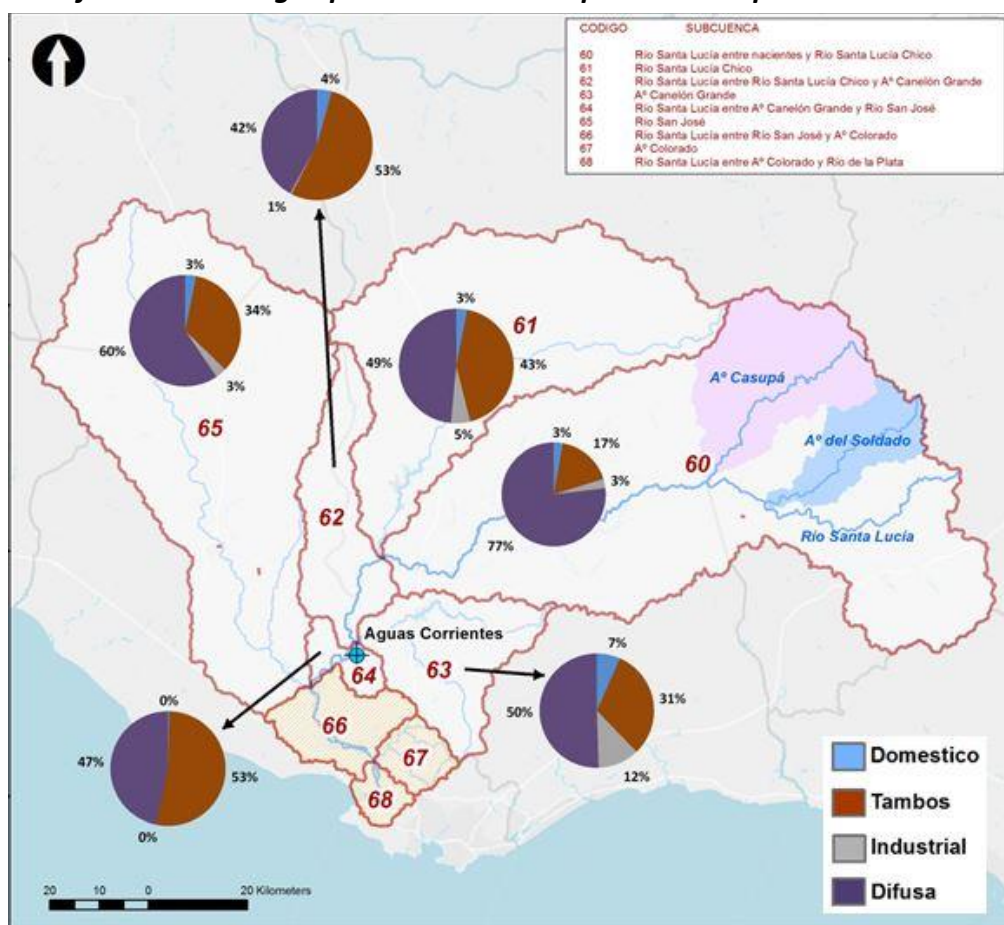 CODIGO SUBCUENCA
60 Río Santa Lucía entre nacientes y Río Santa Lucía Chico
61 Río Santa Lucía Chico
62 Río Santa Lucía entre Río Santa Lucía Chico y Aº Canelón Grande
63 Aº Canelón Grande
64 Río Santa Lucía entre Aº Canelón Grande y Río San José
65 Río San José
66 Río Santa Lucía entre Río San José y Aº Colorado
67 Aº Colorado
68 Río Santa Lucía entre Aº Colorado y Río de la Plata
4%
42%
53%
1%
3%
34%
60%
3%
65
3%
61
49%
43%
5%
Aº Casupá
Aº del Soldado
60
3%
17%
3%
77%
Río Santa Lucía
62
Aguas Corrientes
64
63
7%
31%
50%
12%
66
67
68
0%
47%
53%
0%
Domestico
Tambos
Industrial
Difusa
20 10 0 20 Kilometers